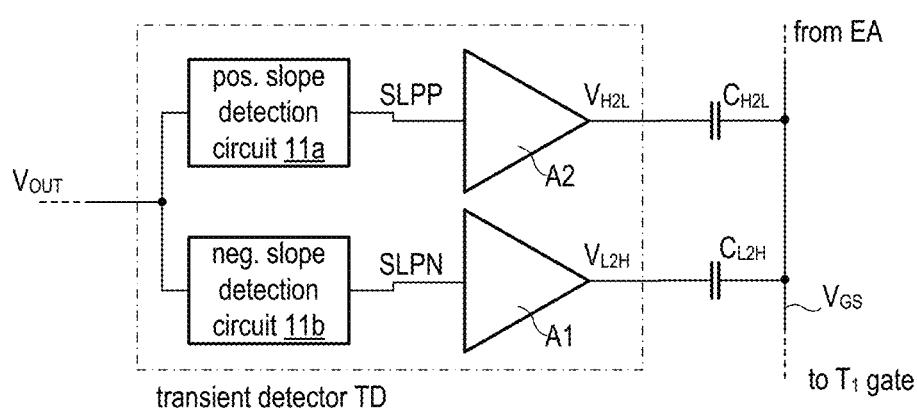 from EA
pos. slope
detection
circuit 11a
SLPP
A2
VH2L
CH2L
VOUT
neg. slope
detection
circuit 11b
SLPN
A1
VL2H
CL2H
VGS
to T1 gate
transient detector TD